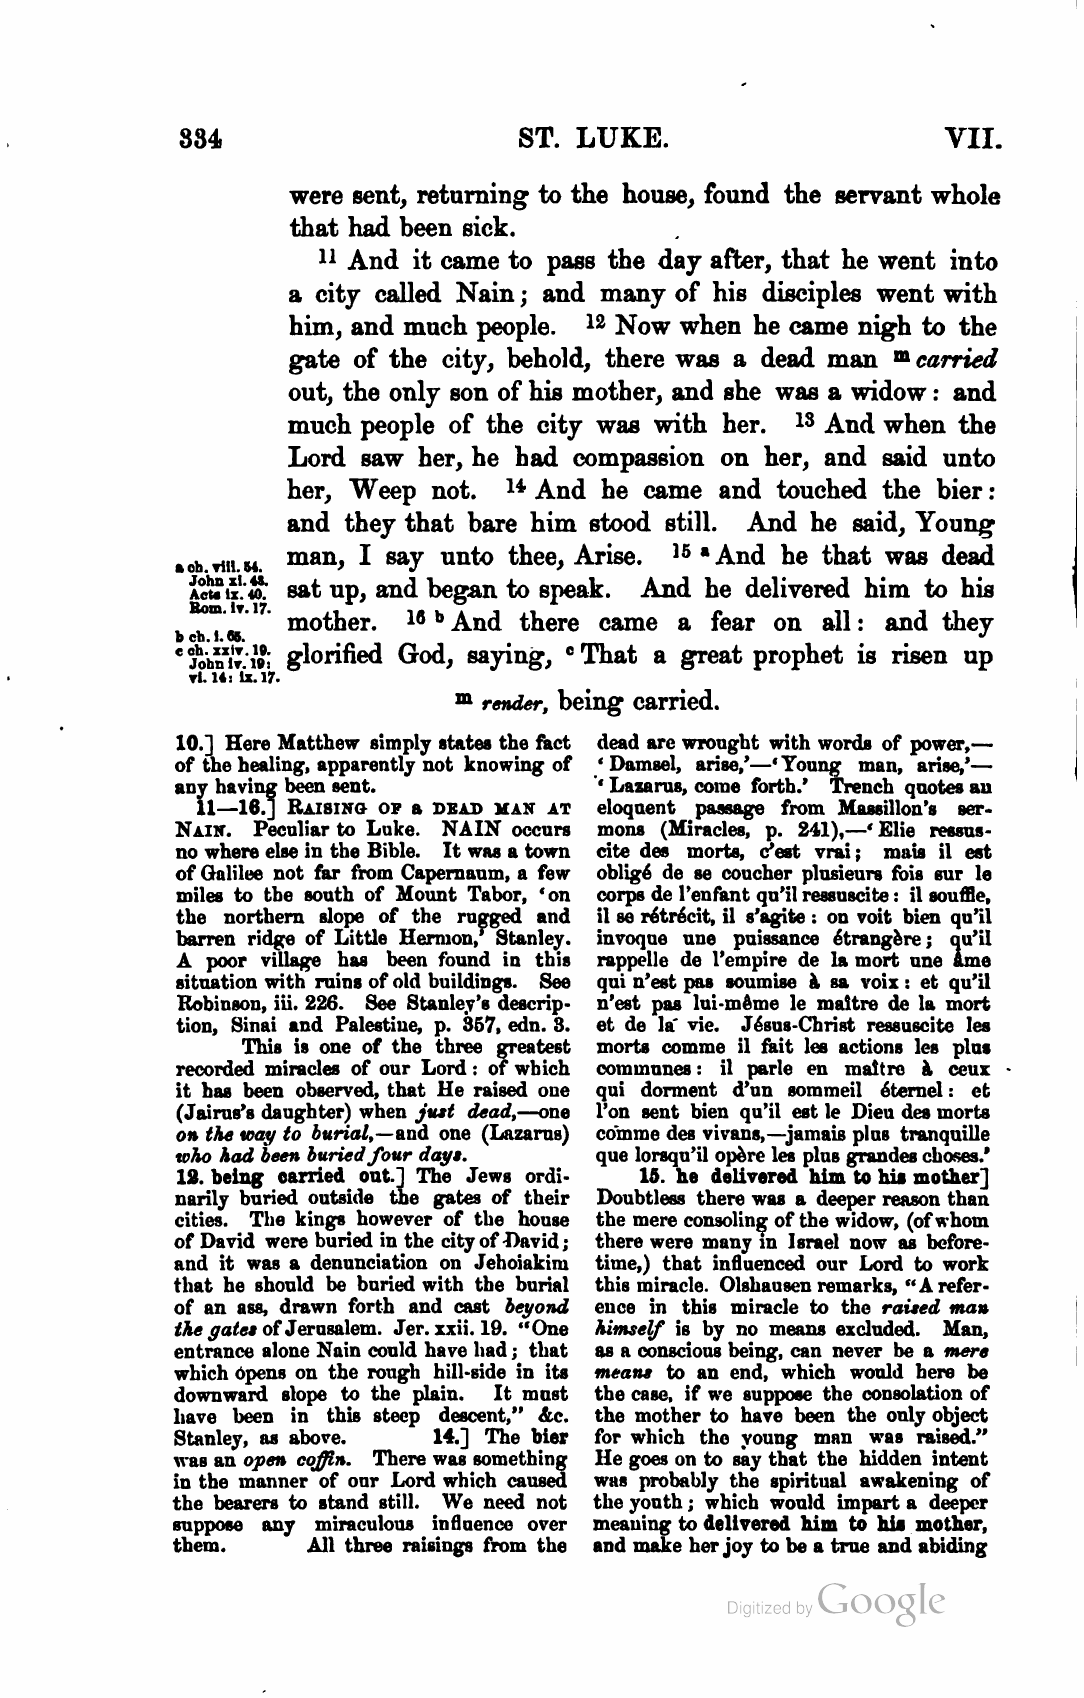 334 ST. LUKE. VII.
were sent, returning to the house, found the servant whole
that had been sick.
11 And it came to pass the day after, that he went into
a city called Nain; and many of his disciples went with
him, and much people. 12 Now when he came nigh to the
gate of the city, behold, there was a dead man m carried
out, the only son of his mother, and she was a widow: and
much people of the city was with her. 13 And when the
Lord saw her, he had compassion on her, and said unto
her, Weep not. 14 And he came and touched the bier:
and they that bare him stood still. And he said, Young
man, I say unto thee, Arise. 15 a And he that was dead
sat up, and began to speak. And he delivered him to his
mother. 16 b And there came a fear on all: and they
glorified God, saying, c That a great prophet is risen up
a ch. viii. 54.
John xi. 43.
Acts ix. 40.
Rom. iv. 17.
b ch. i. 65.
c ch. xxiv. 19.
John iv. 19:
vi. 14: ix. 17.
m render, being carried.
10.] Here Matthew simply states the fact
of the healing, apparently not knowing of
any having been sent.
11—16.] RAISING OF a DEAD MAN AT
NAIN. Peculiar to Luke. NAIN occurs
no where else in the Bible. It was a town
of Galilee not far from Capernaum, a few
miles to the south of Mount Tabor, ‘on
the northern slope of the rugged and
barren ridge of Little Hermon,’ Stanley.
A poor village has been found in this
situation with ruins of old buildings. See
Robinson, iii. 226. See Stanley's descrip-
tion, Sinai and Palestine, p. 357, edn. 3.
This is one of the three greatest
recorded miracles of our Lord: of which
it has been observed, that He raised one
(Jairus's daughter) when just dead,—one
on the way to burial,—and one (Lazarus)
who had been buried four days.
12. being carried out.] The Jews ordi-
narily buried outside the gates of their
cities. The kings however of the house
of David were buried in the city of David;
and it was a denunciation on Jehoiakim
that he should be buried with the burial
of an ass, drawn forth and cast beyond
the gates of Jerusalem. Jer. xxii. 19. “One
entrance alone Nain could have had; that
which opens on the rough hill-side in its
downward slope to the plain. It must
have been in this steep descent,” &c.
Stanley, as above. 14.] The bier
was an open coffin. There was something
in the manner of our Lord which caused
the bearers to stand still. We need not
suppose any miraculous influence over
them. All three raisings from the
dead are wrought with words of power,—
‘Damsel, arise,’—‘Young man, arise,’—
‘Lazarus, come forth.’ Trench quotes an
eloquent passage from Massillon's ser-
mons (Miracles, p. 241),—‘Elie ressus-
cite des morts, c'est vrai; mais il est
obligé de se coucher plusieurs fois sur le
corps de l'enfant qu'il ressuscite: il souffle,
il se rétrécit, il s'agite: on voit bien qu'il
invoque une puissance étrangère; qu'il
rappelle de l'empire de la mort une âme
qui n'est pas soumise à sa voix: et qu'il
n'est pas lui-même le maître de la mort
et de la vie. Jésus-Christ ressuscite les
morts comme il fait les actions les plus
communes: il parle en maître à ceux
qui dorment d'un sommeil éternel: et
l'on sent bien qu'il est le Dieu des morts
comme des vivans,—jamais plus tranquille
que lorsqu'il opère les plus grandes choses.’
15. he delivered him to his mother]
Doubtless there was a deeper reason than
the mere consoling of the widow, (of whom
there were many in Israel now as before-
time,) that influenced our Lord to work
this miracle. Olshausen remarks, “A refer-
ence in this miracle to the raised man
himself is by no means excluded. Man,
as a conscious being, can never be a mere
means to an end, which would here be
the case, if we suppose the consolation of
the mother to have been the only object
for which the young man was raised.”
He goes on to say that the hidden intent
was probably the spiritual awakening of
the youth; which would impart a deeper
meaning to delivered him to his mother,
and make her joy to be a true and abiding
Digitized by Google